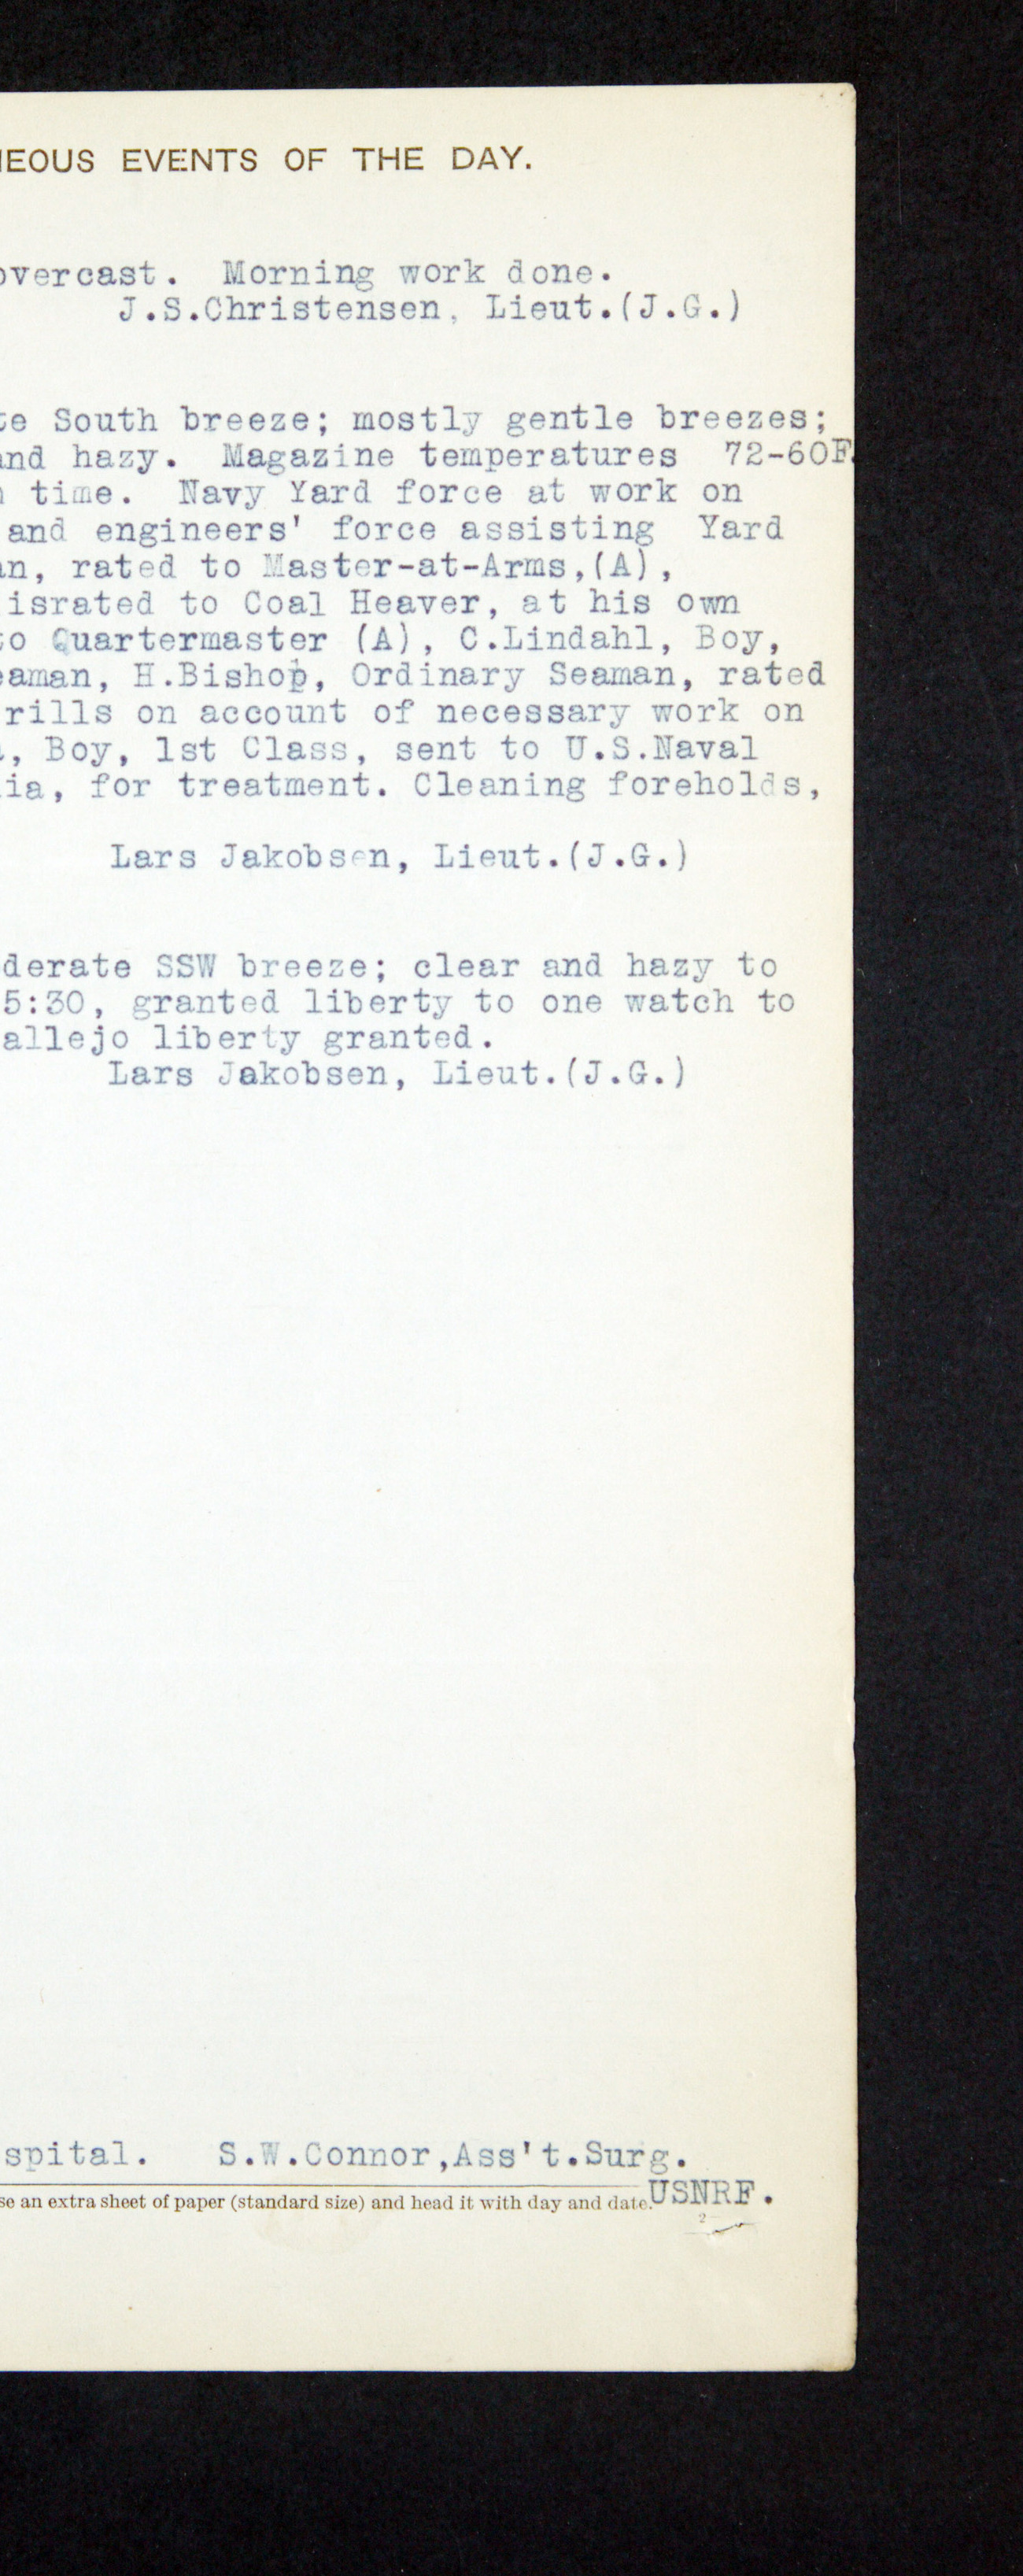 NEOUS EVENTS OF THE DAY.
overcast. Morning work done.
J.S.Christensen, Lieut.(J.G.)
te South breeze; mostly gentle breezes;
and hazy. Magazine temperatures 72-60F.
time. Navy Yard force at work on
and engineers' force assisting Yard
an, rated to Master-at-Arms,(A),
israted to Coal Heaver, at his own
to Quartermaster (A), C.Lindahl, Boy,
eaman, H.Bishop, Ordinary Seaman, rated
rills on account of necessary work on
, Boy, 1st Class, sent to U.S.Naval
ia, for treatment. Cleaning foreholds,
Lars Jakobsen, Lieut.(J.G.)
derate SSW breeze; clear and hazy to
5:30, granted liberty to one watch to
allejo liberty granted.
Lars Jakobsen, Lieut.(J.G.)
spital. S.W.Connor,Ass't.Surg.
USNRF.
se an extra sheet of paper (standard size) and head it with day and date.
2